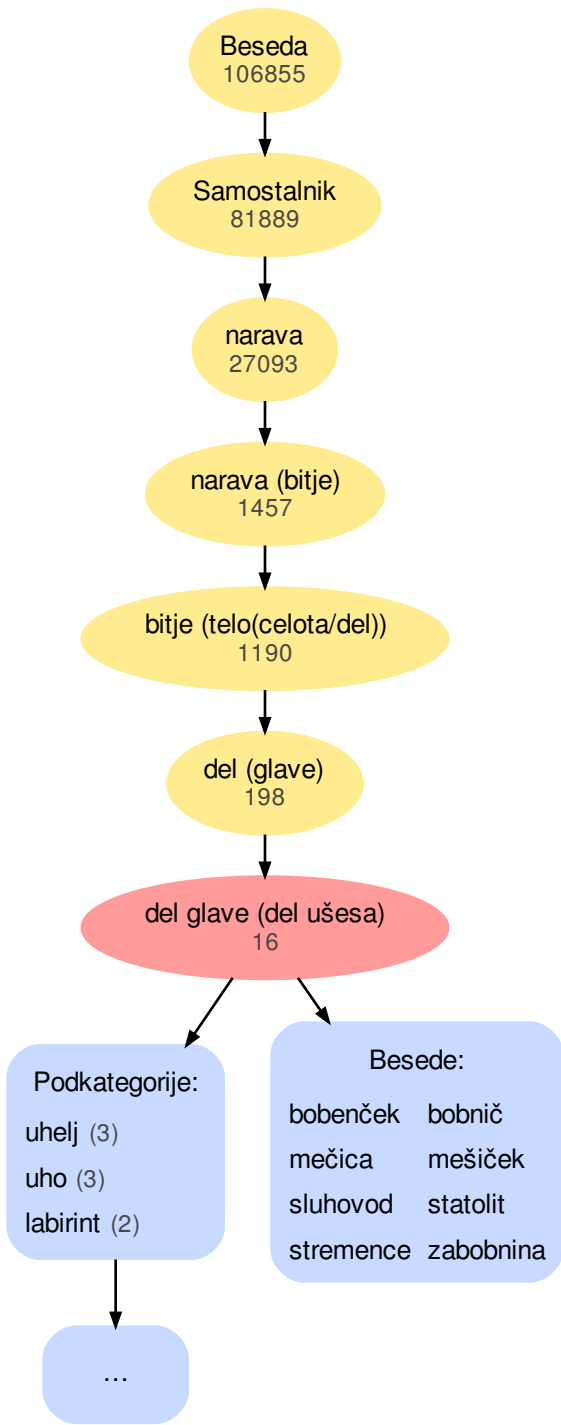 Beseda
106855
Samostalnik
81889
narava
27093
narava (bitje)
1457
bitje (telo(celota/del))
1190
del (glave)
198
del glave (del ušesa)
16
Podkategorije:
uhelj (3)
uho (3)
labirint (2)
...
Besede:
bobenček bobnič
mečica mešiček
sluhovod statolit
stremence zabobnina